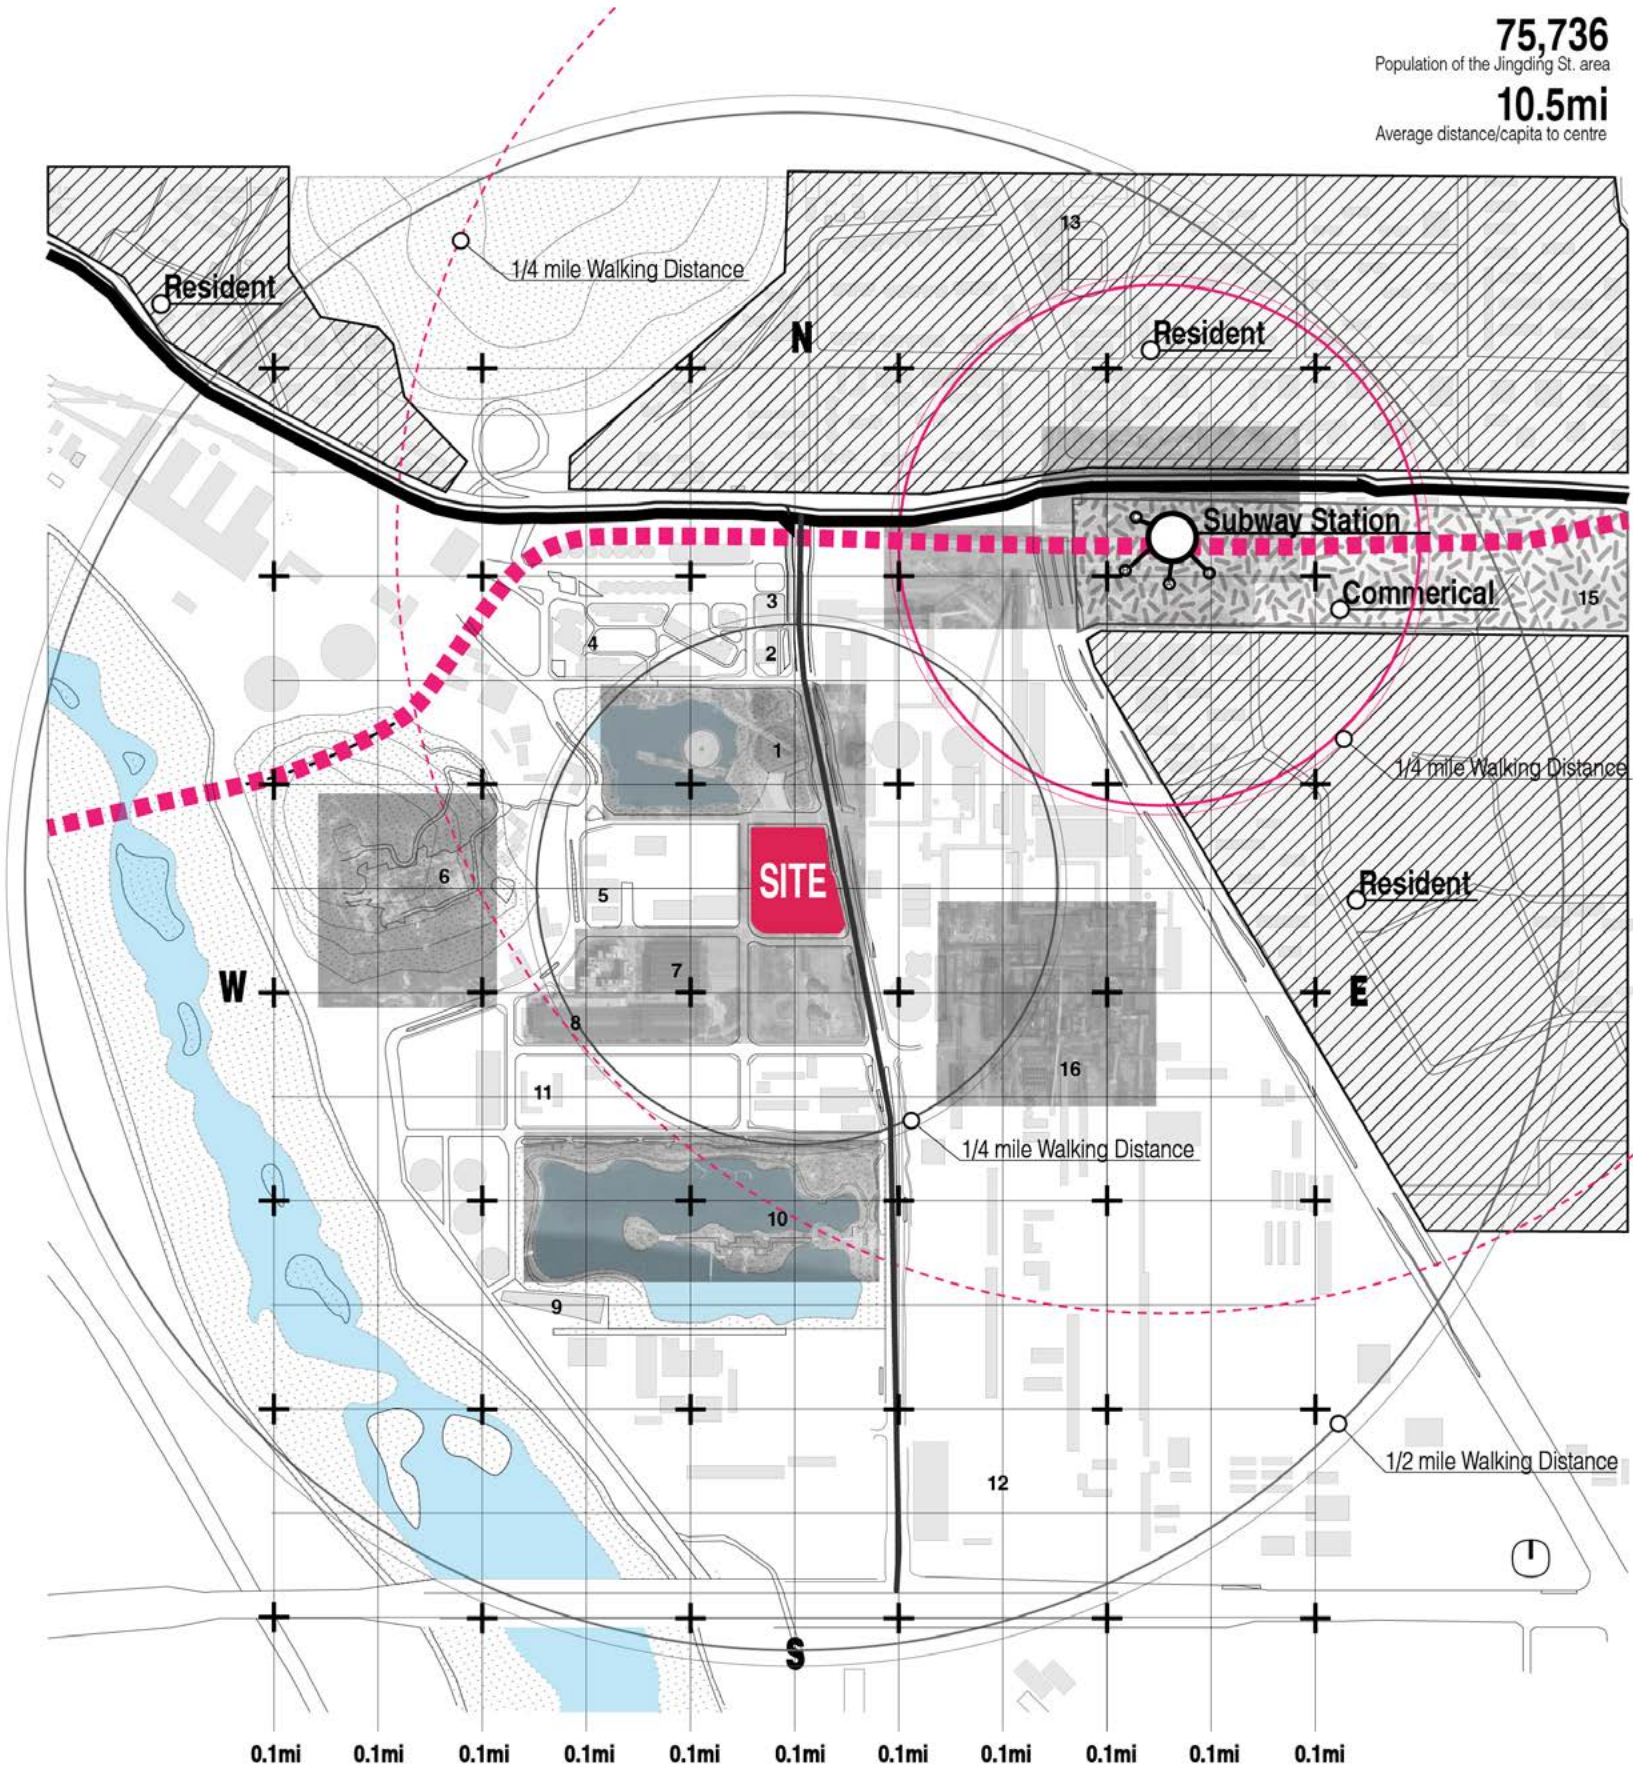 75,736
Population of the Jingding St. area
10.5mi
Average distance/capita to centre
13
1/4 mile Walking Distance
Resident
N
Resident
Subway Station
Commerical
15
3
4
2
1
1/4 mile Walking Distance
6
SITE
5
Resident
7
W
E
8
16
11
1/4 mile Walking Distance
10
9
1/2 mile Walking Distance
12
S
0.1mi 0.1mi 0.1mi 0.1mi 0.1mi 0.1mi 0.1mi 0.1mi 0.1mi 0.1mi 0.1mi